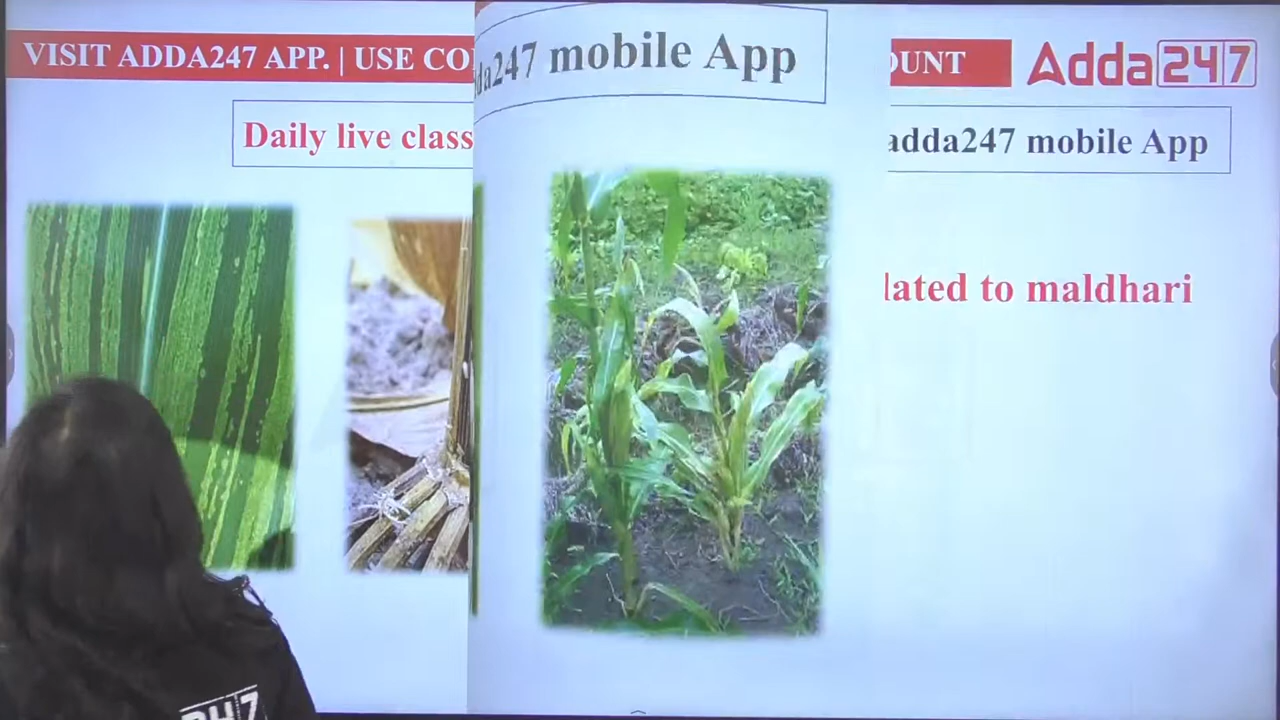 VISIT ADDA247 APP. | USE CO
OUNT
Adda247
Daily live class
da247 mobile App
adda247 mobile App
lated to maldhari
247